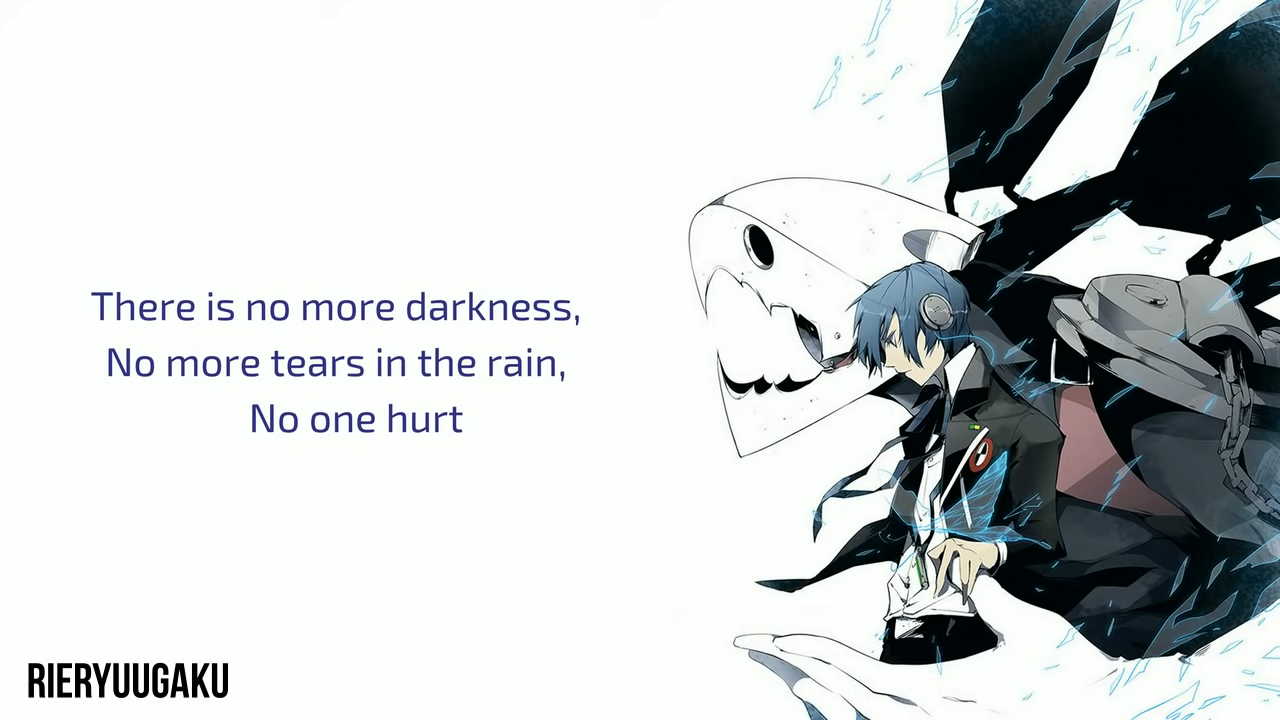 There is no more darkness,
No more tears in the rain,
No one hurt
RIERYUUGAKU